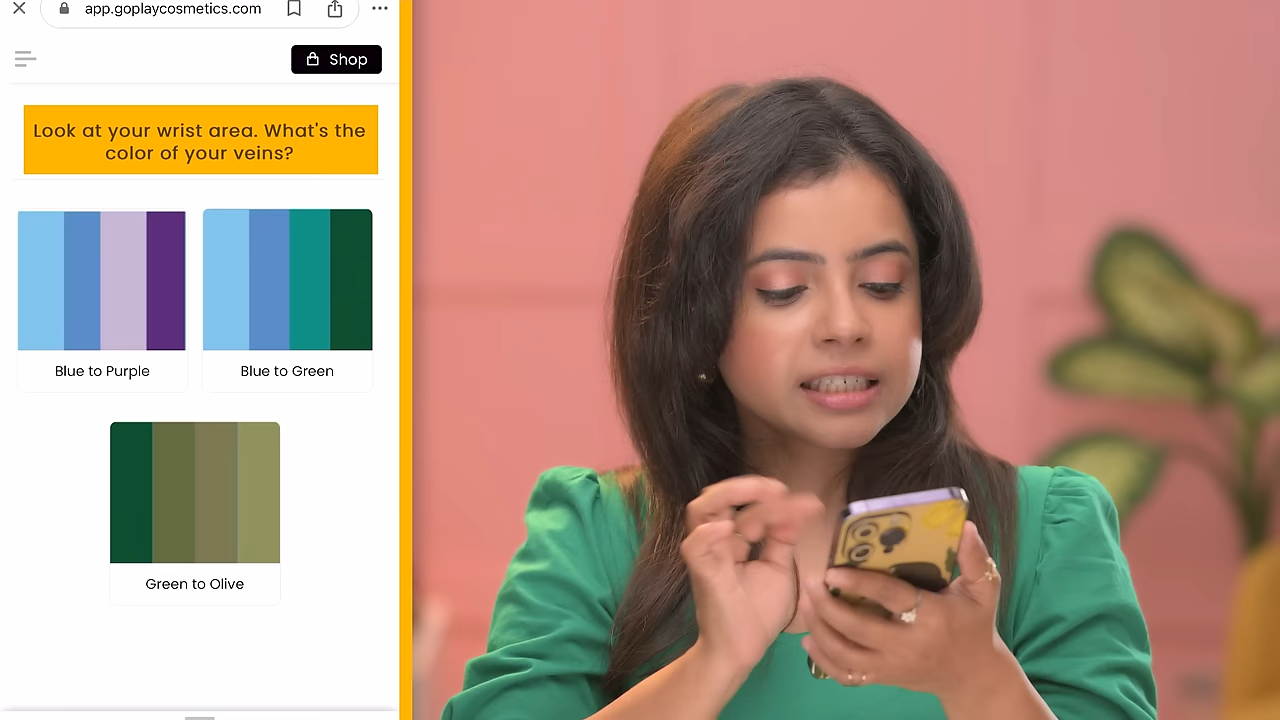 app.goplaycosmetics.com
Shop
Look at your wrist area. What's the
color of your veins?
Blue to Purple
Blue to Green
Green to Olive